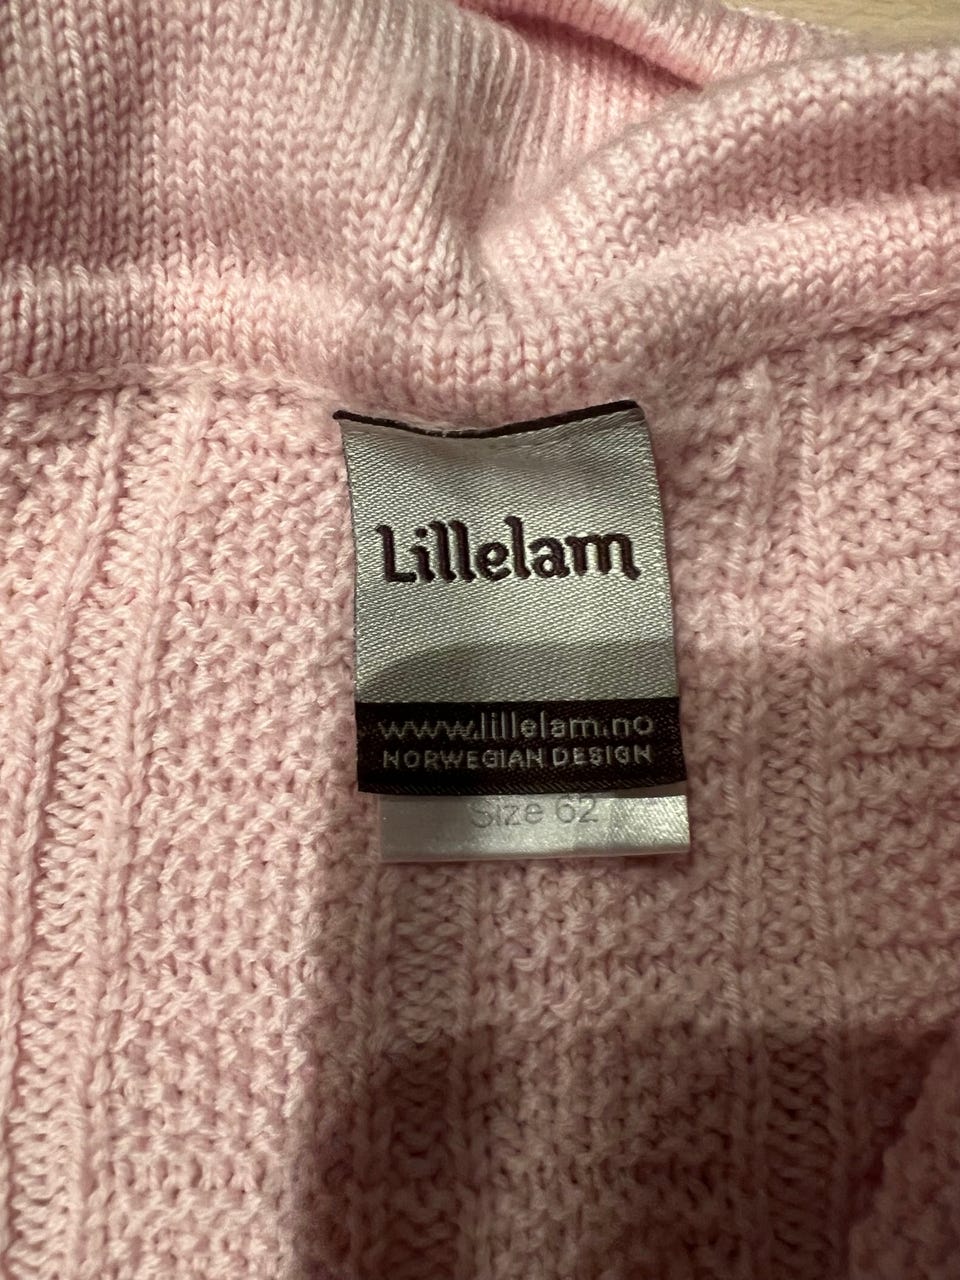 Lillelam
www.lillelam.no
NORWEGIAN DESIGN
Size 62